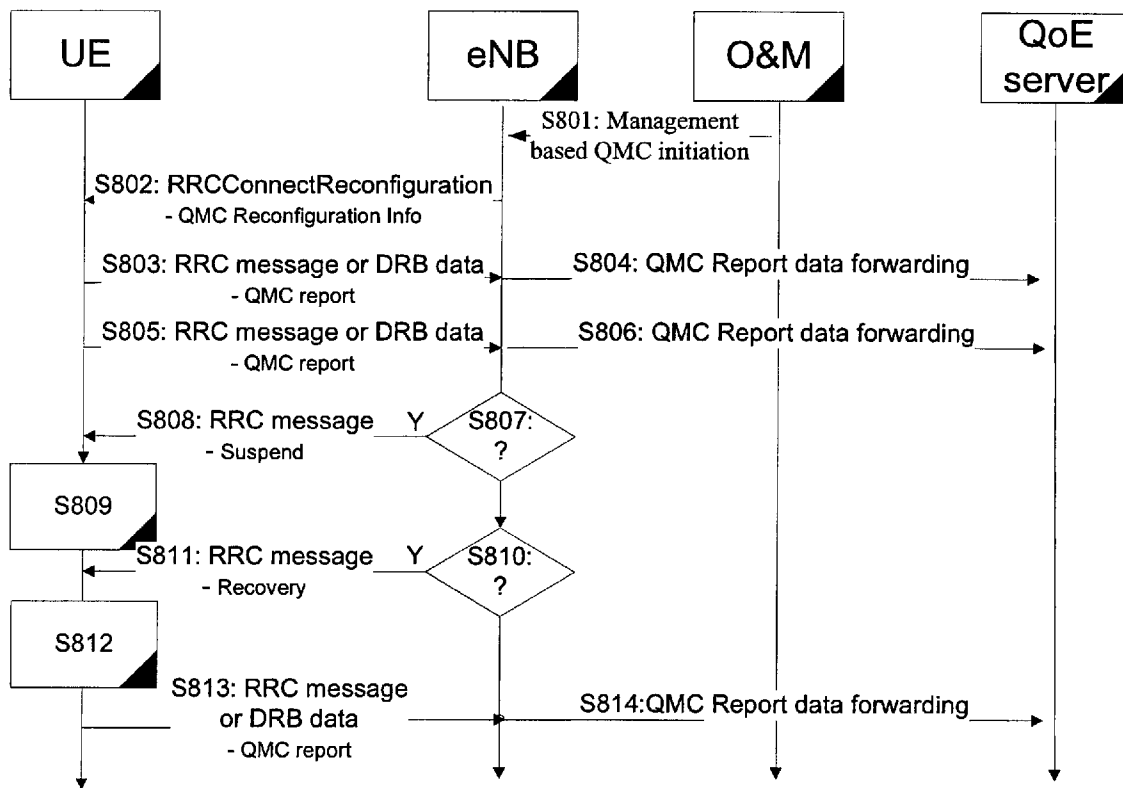 UE
eNB
O&M
QoE
server
S801: Management
based QMC initiation
S802: RRCConnectReconfiguration
- QMC Reconfiguration Info
S803: RRC message or DRB data
- QMC report
S804: QMC Report data forwarding
S805: RRC message or DRB data
- QMC report
S806: QMC Report data forwarding
S808: RRC message
- Suspend
Y
S807:
?
S809
S811: RRC message
- Recovery
Y
S810:
?
S812
S813: RRC message
or DRB data
- QMC report
S814:QMC Report data forwarding